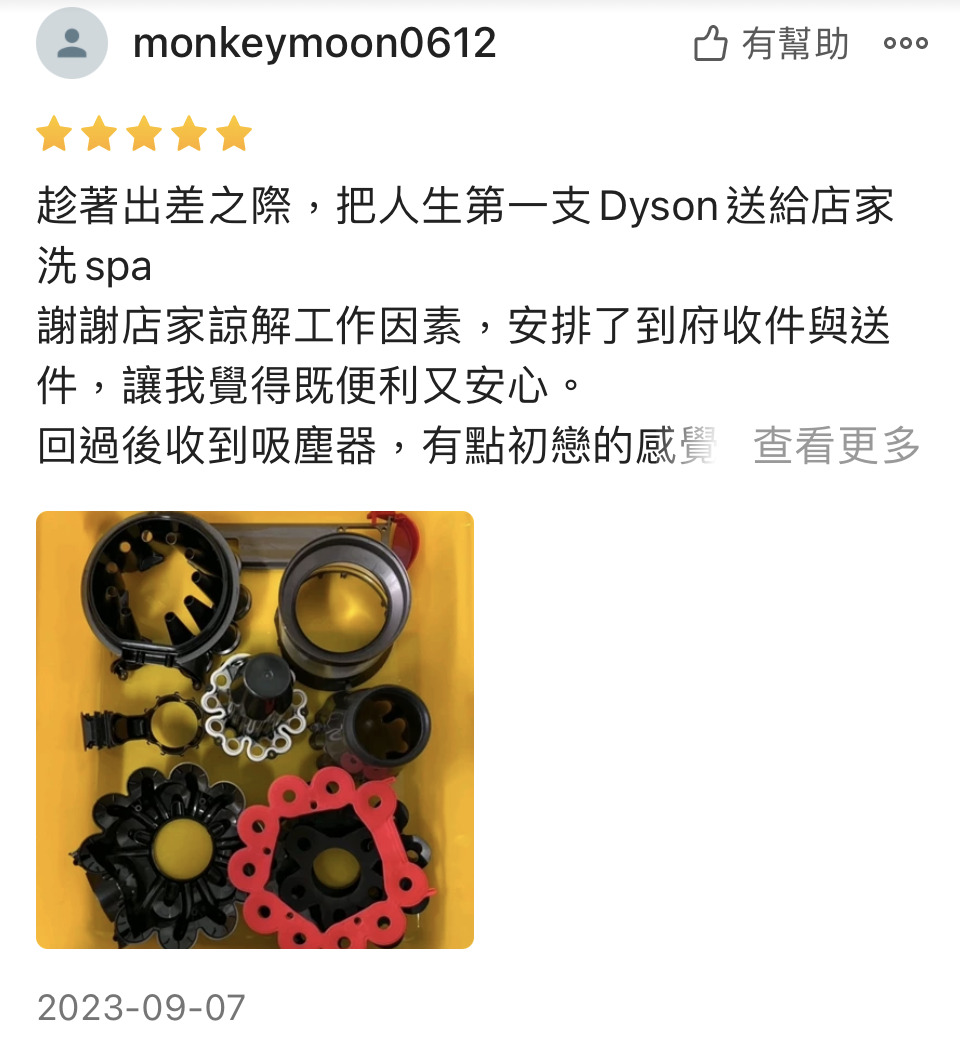 monkeymoon0612
有幫助
趁著出差之際，把人生第一支Dyson送給店家
洗spa
謝謝店家諒解工作因素，安排了到府收件與送
件，讓我覺得既便利又安心。
回過後收到吸塵器，有點初戀的感覺 查看更多
2023-09-07